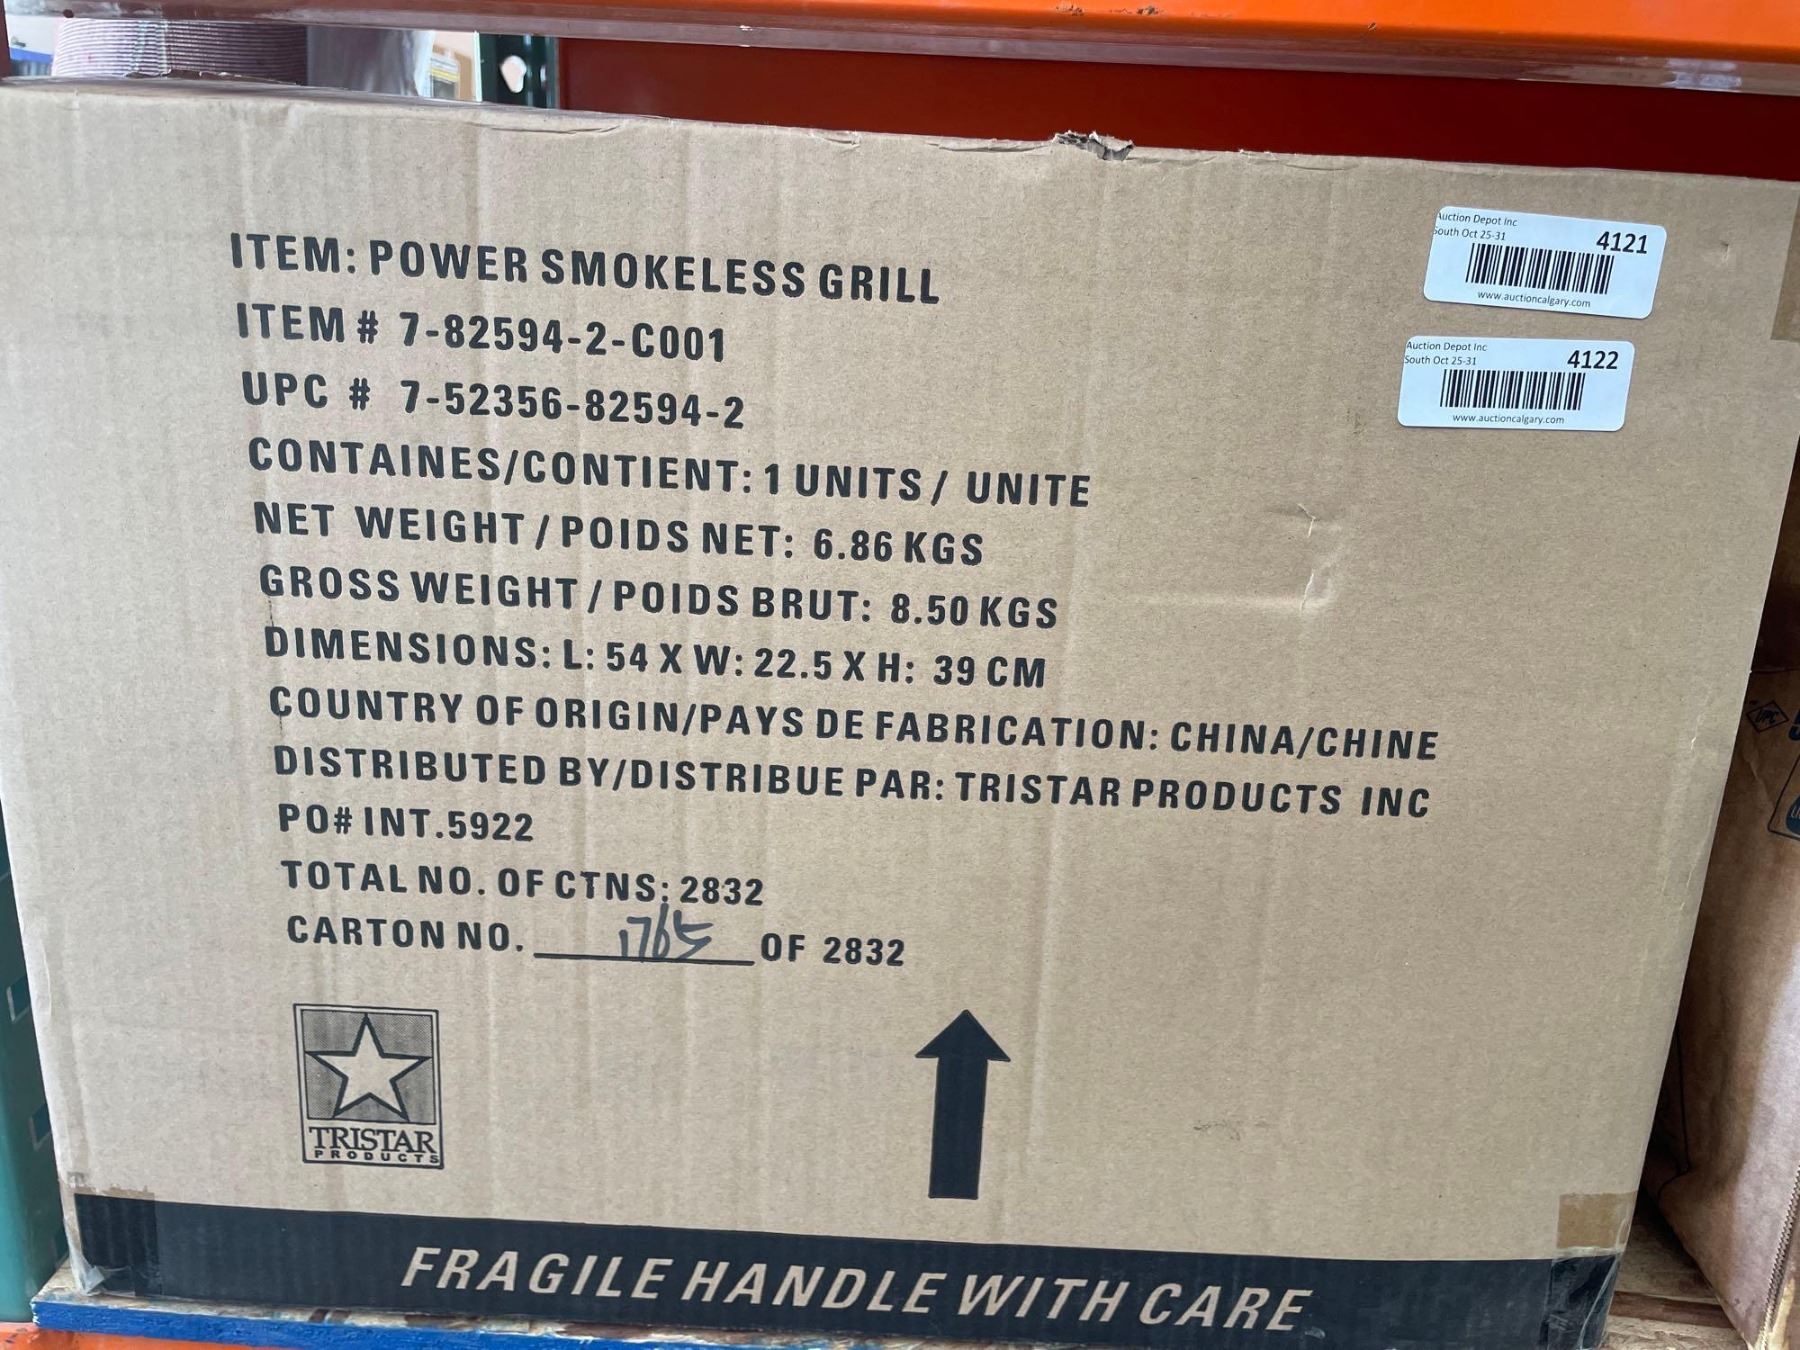 ITEM: POWER SMOKELESS GRILL
ITEM # 7-82594-2-C001
UPC # 7-52356-82594-2
CONTAINES/CONTIENT: 1 UNITS / UNITE
NET WEIGHT / POIDS NET: 6.86 KGS
GROSS WEIGHT / POIDS BRUT: 8.50 KGS
DIMENSIONS: L: 54 X W: 22.5 X H: 39 CM
COUNTRY OF ORIGIN/PAYS DE FABRICATION: CHINA/CHINE
DISTRIBUTED BY/DISTRIBUE PAR: TRISTAR PRODUCTS INC
PO# INT.5922
TOTAL NO. OF CTNS: 2832
CARTON NO. 1765 OF 2832
TRISTAR
PRODUCTS
FRAGILE HANDLE WITH CARE
Auction Depot Inc
South Oct 25-31
4121
www.auctioncalgary.com
Auction Depot Inc
South Oct 25-31
4122
www.auctioncalgary.com
UPC